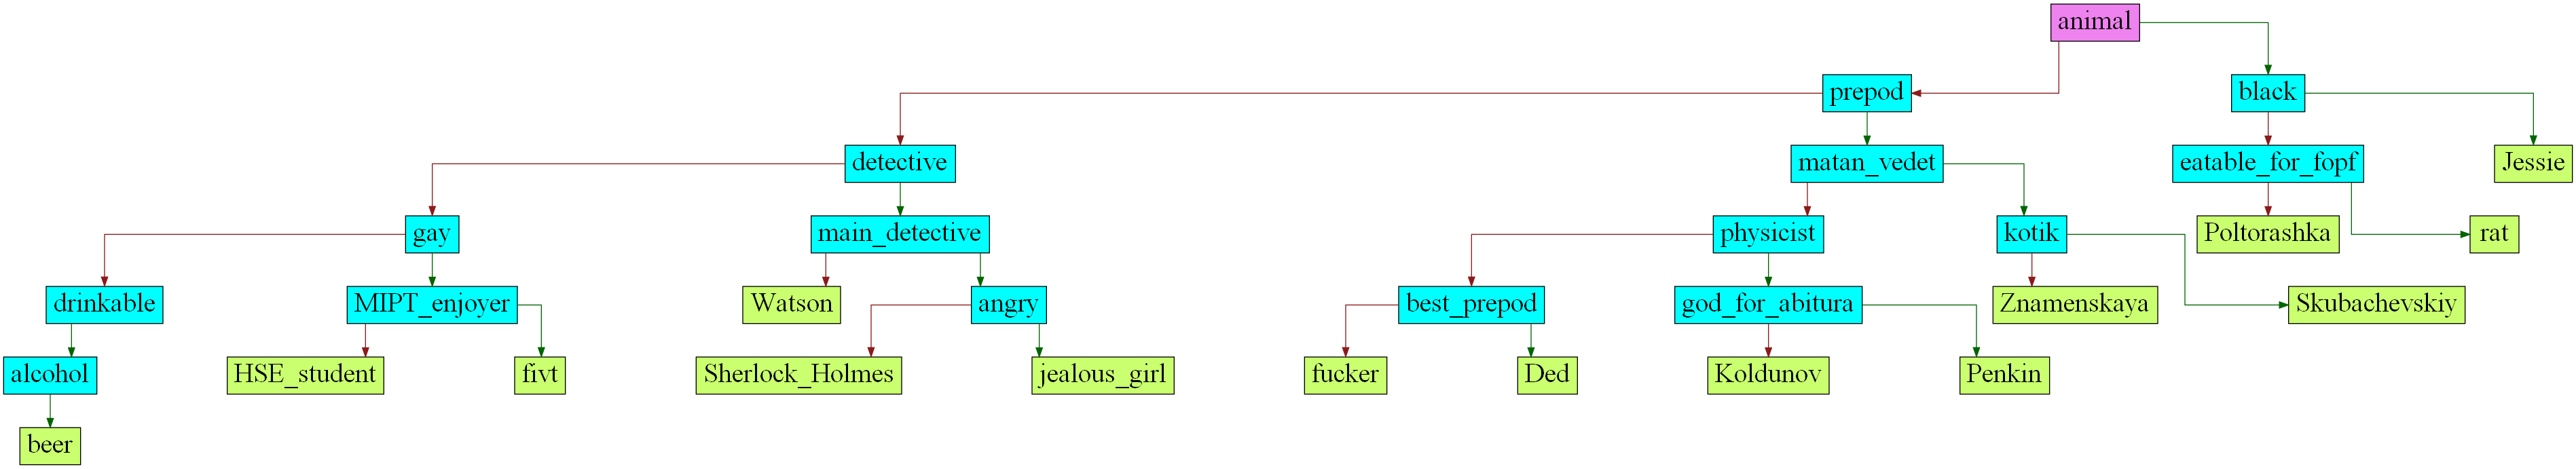 animal
prepod
black
detective
matan_vedet
eatable_for_fopf
Jessie
gay
main_detective
physicist
kotik
Poltorashka
rat
drinkable
MIPT_enjoyer
Watson
angry
best_prepod
god_for_abitura
Znamenskaya
Skubachevskiy
alcohol
HSE_student
fivt
Sherlock_Holmes
jealous_girl
fucker
Ded
Koldunov
Penkin
beer